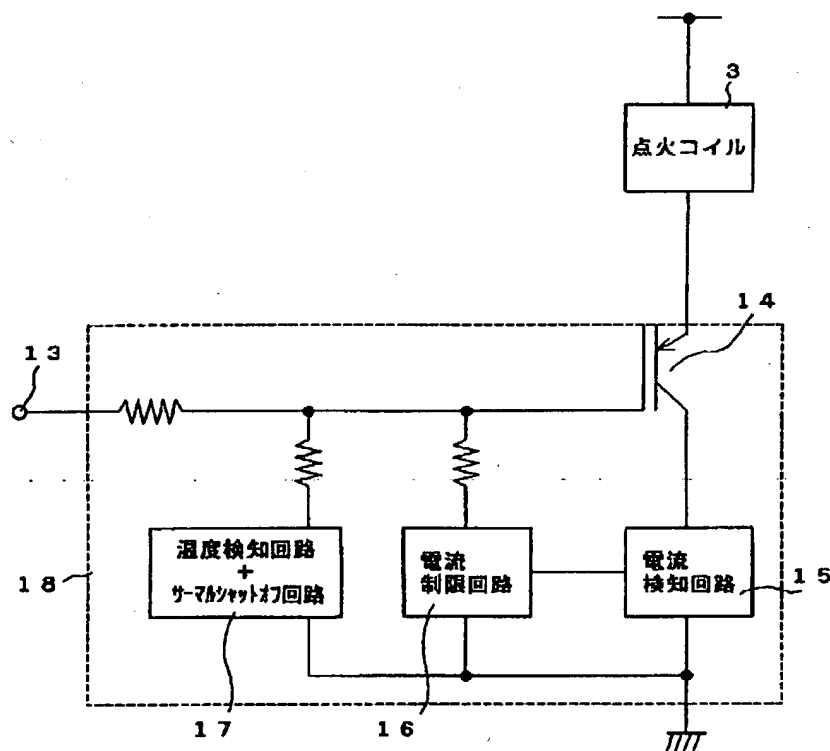 3
点火コイル
14
13
温度検知回路
+
サーマルシャットオフ回路
電流
制限回路
電流
検知回路
18
15
17
16